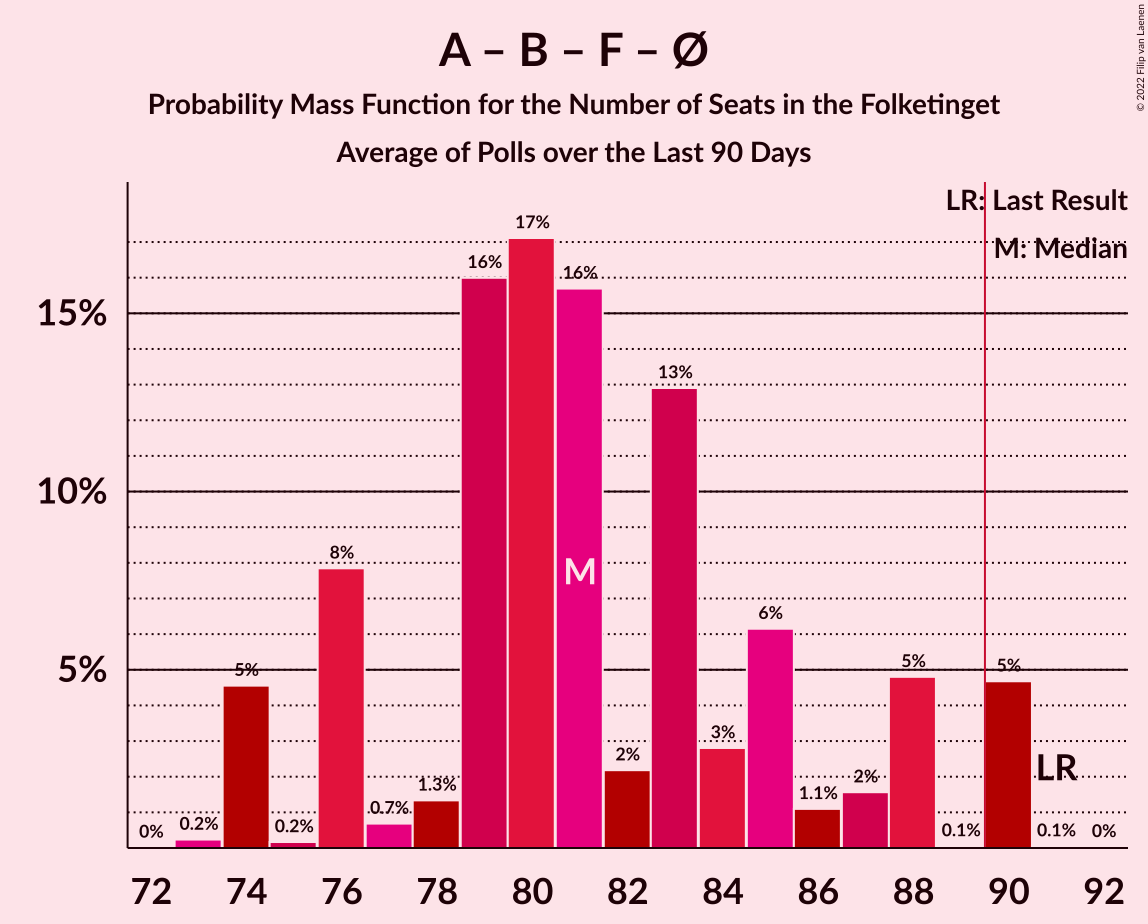 A – B – F – Ø
Probability Mass Function for the Number of Seats in the Folketinget
Average of Polls over the Last 90 Days
© 2022 Filip van Laenen
LR: Last Result
M: Median
17%
16%
16%
15%
13%
10%
8%
M
6%
5%
5%
5%
5%
3%
2%
LR
2%
1.3%
1.1%
0.7%
0%
0.2%
0.2%
0.1%
0.1%
0%
72 74 76 78 80 82 84 86 88 90 92